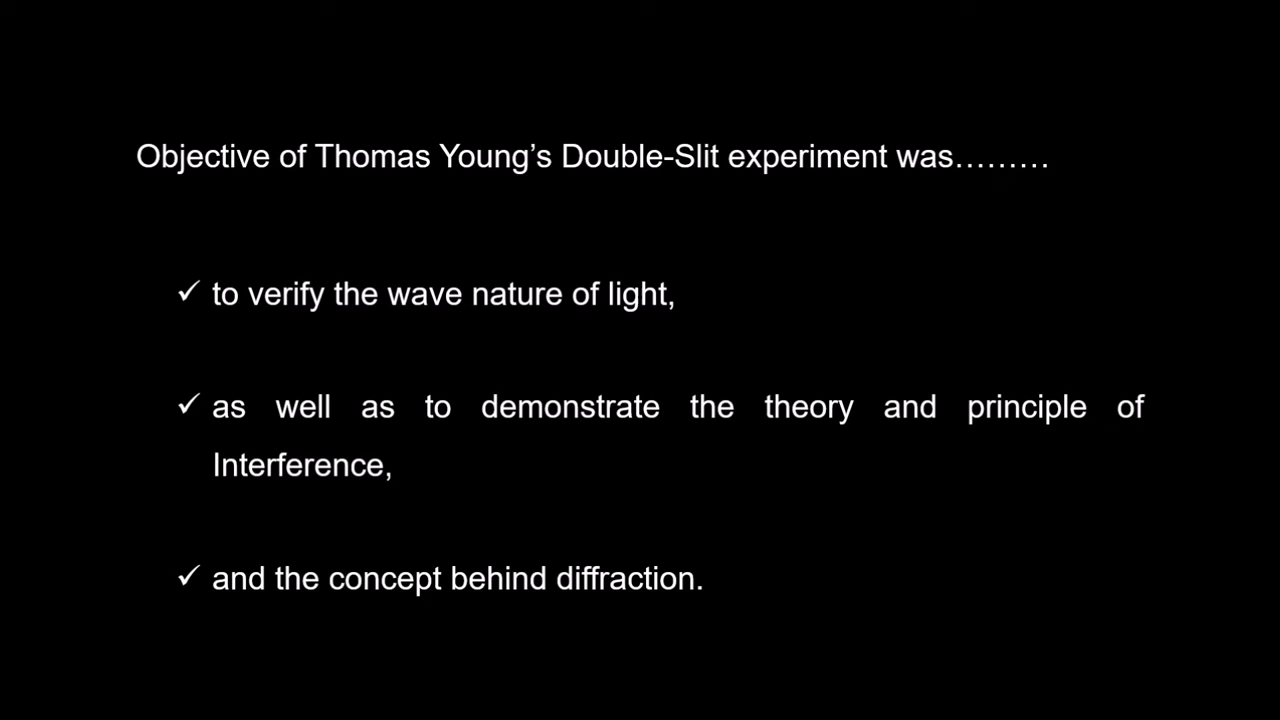 Objective of Thomas Young’s Double-Slit experiment was………
✓ to verify the wave nature of light,
✓ as well as to demonstrate the theory and principle of
Interference,
✓ and the concept behind diffraction.